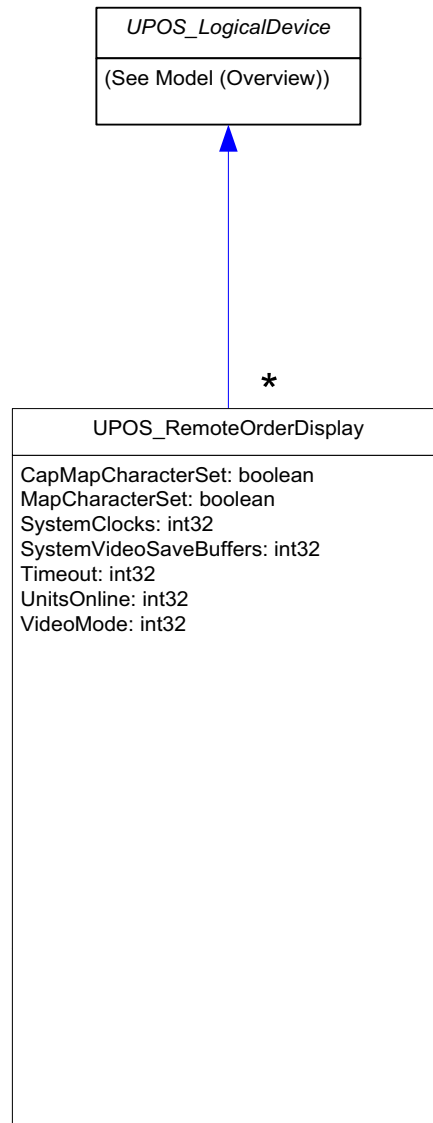 UPOS_LogicalDevice
(See Model (Overview))
*
UPOS_RemoteOrderDisplay
CapMapCharacterSet: boolean
MapCharacterSet: boolean
SystemClocks: int32
SystemVideoSaveBuffers: int32
Timeout: int32
UnitsOnline: int32
VideoMode: int32